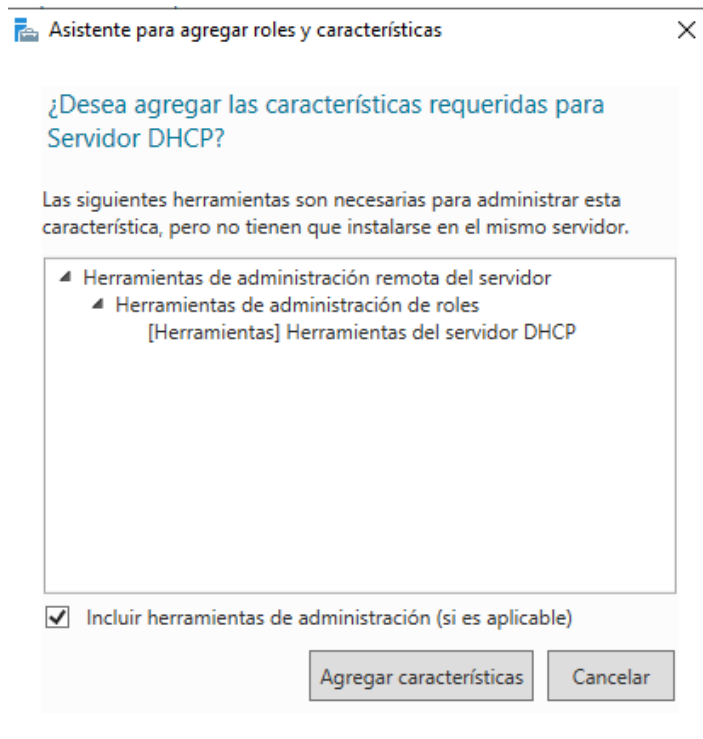 Asistente para agregar roles y características
¿Desea agregar las características requeridas para
Servidor DHCP?
Las siguientes herramientas son necesarias para administrar esta
característica, pero no tienen que instalarse en el mismo servidor.
Herramientas de administración remota del servidor
Herramientas de administración de roles
[Herramientas] Herramientas del servidor DHCP
Incluir herramientas de administración (si es aplicable)
Agregar características
Cancelar